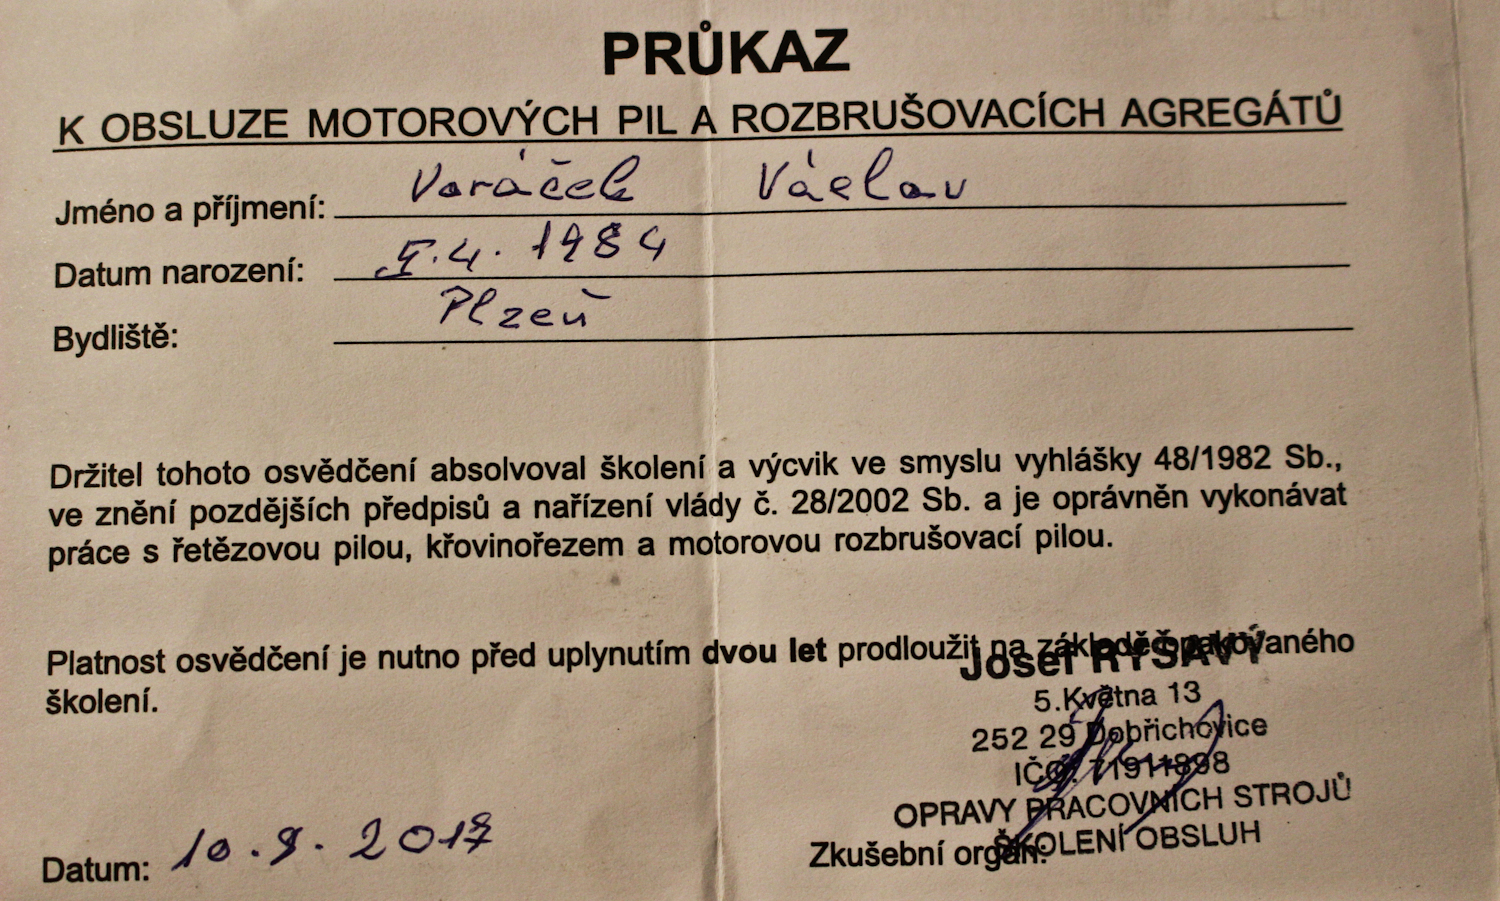 PRŮKAZ
K OBSLUZE MOTOROVÝCH PIL A ROZBRUŠOVACÍCH AGREGÁTŮ
Jméno a příjmení: Voráček Václav
Datum narození: 5.4. 1984
Bydliště: Plzeň
Držitel tohoto osvědčení absolvoval školení a výcvik ve smyslu vyhlášky 48/1982 Sb.,
ve znění pozdějších předpisů a nařízení vlády č. 28/2002 Sb. a je oprávněn vykonávat
práce s řetězovou pilou, křovinořezem a motorovou rozbrušovací pilou.
Platnost osvědčení je nutno před uplynutím dvou let prodloužit na základě opakovaného
školení.
Josef RYŠAVÝ
5.Května 13
252 29 Dobřichovice
IČO: 71911898
OPRAVY PRACOVNÍCH STROJŮ
ŠKOLENÍ OBSLUH
Datum: 10.9. 2017
Zkušební orgán: